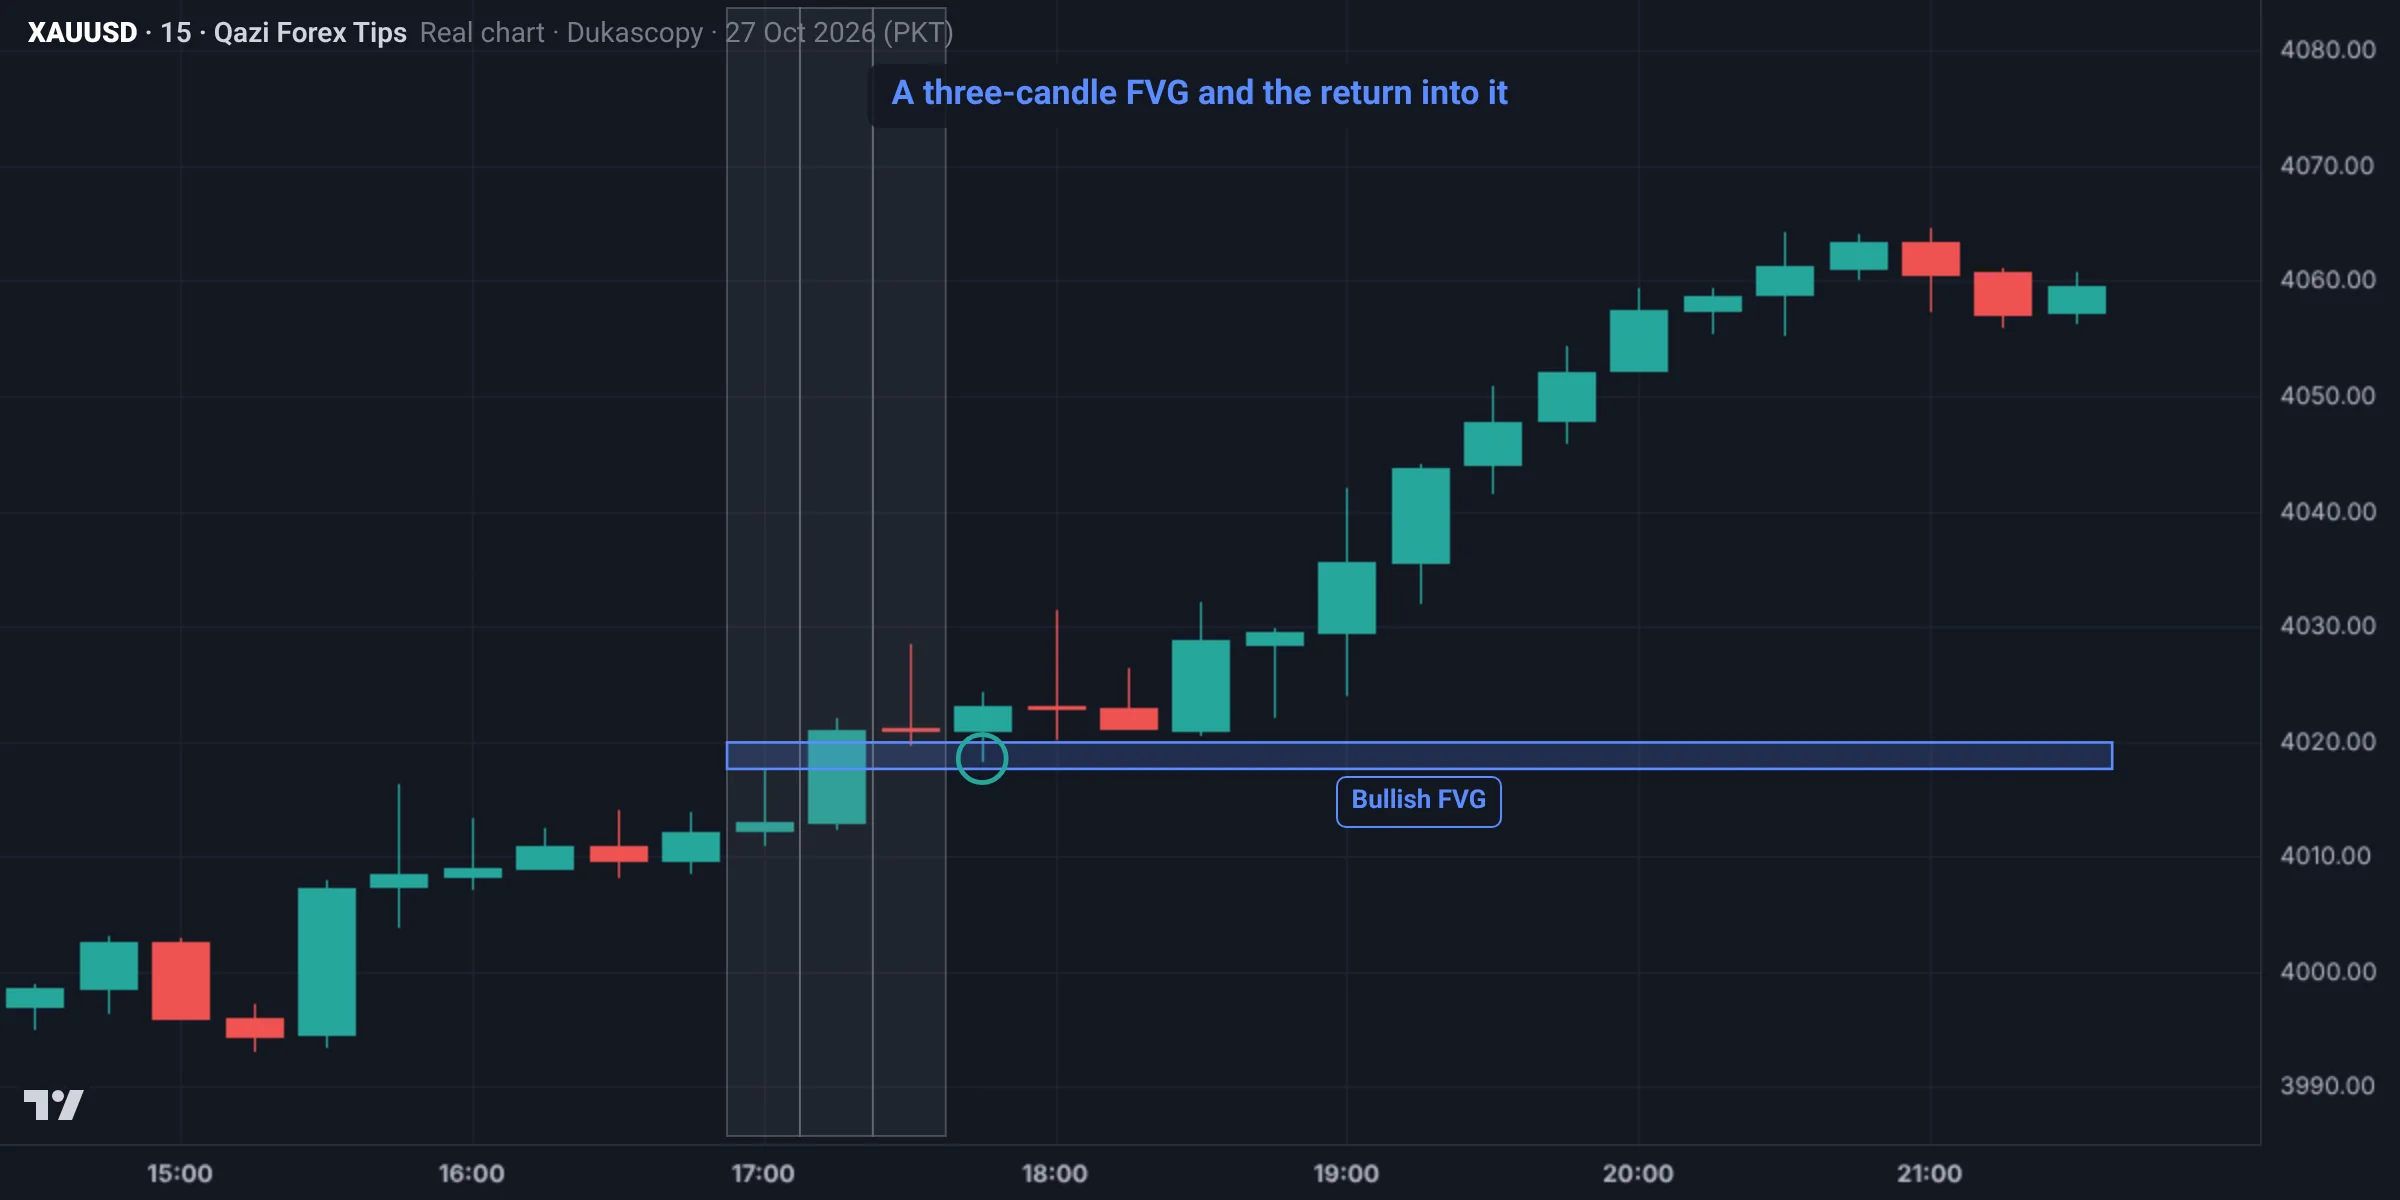 XAUUSD · 15 · Qazi Forex Tips Real chart · Dukascopy · 27 Oct 2026 (PKT)
A three-candle FVG and the return into it
4080.00
4070.00
4060.00
4050.00
4040.00
4030.00
4020.00
Bullish FVG
4010.00
4000.00
3990.00
15:00 16:00 17:00 18:00 19:00 20:00 21:00